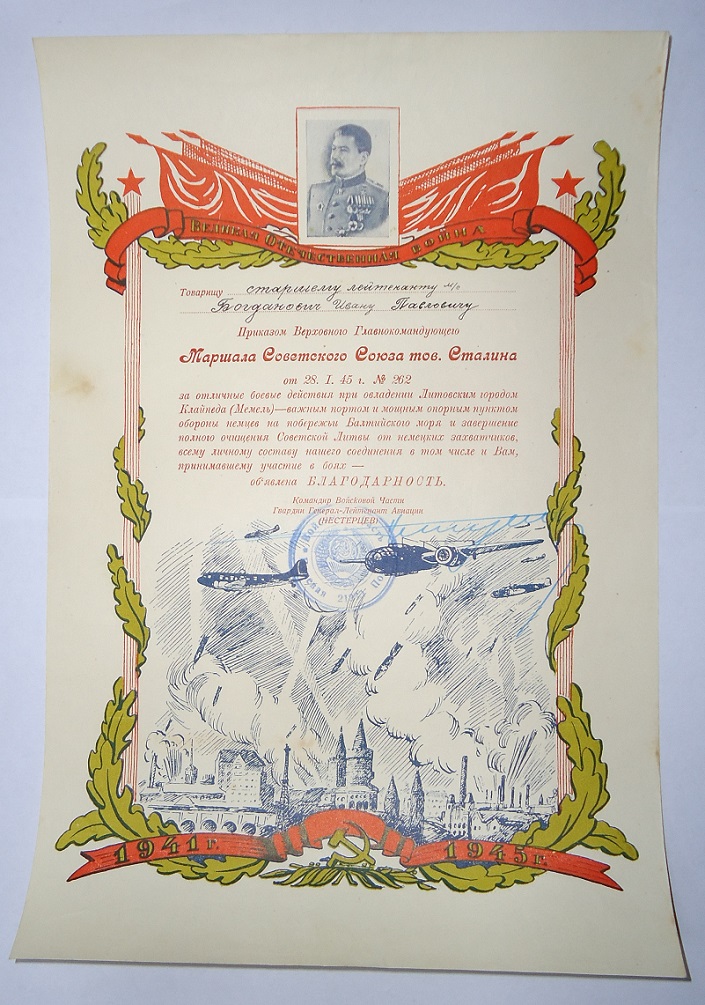 Великая Отечественная война
Товарищу старшему лейтенанту м/с
Богданович Ивану Павловичу
Приказом Верховного Главнокомандующего
Маршала Советского Союза тов. Сталина
от 28. I. 45 г. № 262
за отличные боевые действия при овладении Литовским городом
Клайпеда (Мемель)—важным портом и мощным опорным пунктом
обороны немцев на побережьи Балтийского моря и завершение
полного очищения Советской Литвы от немецких захватчиков,
всему личному составу нашего соединения в том числе и Вам,
принимавшему участие в боях —
об'явлена БЛАГОДАРНОСТЬ.
Командир Войсковой Части
Гвардии Генерал-Лейтенант Авиации
(НЕСТЕРЦЕВ)
1941 г.
1945 г.